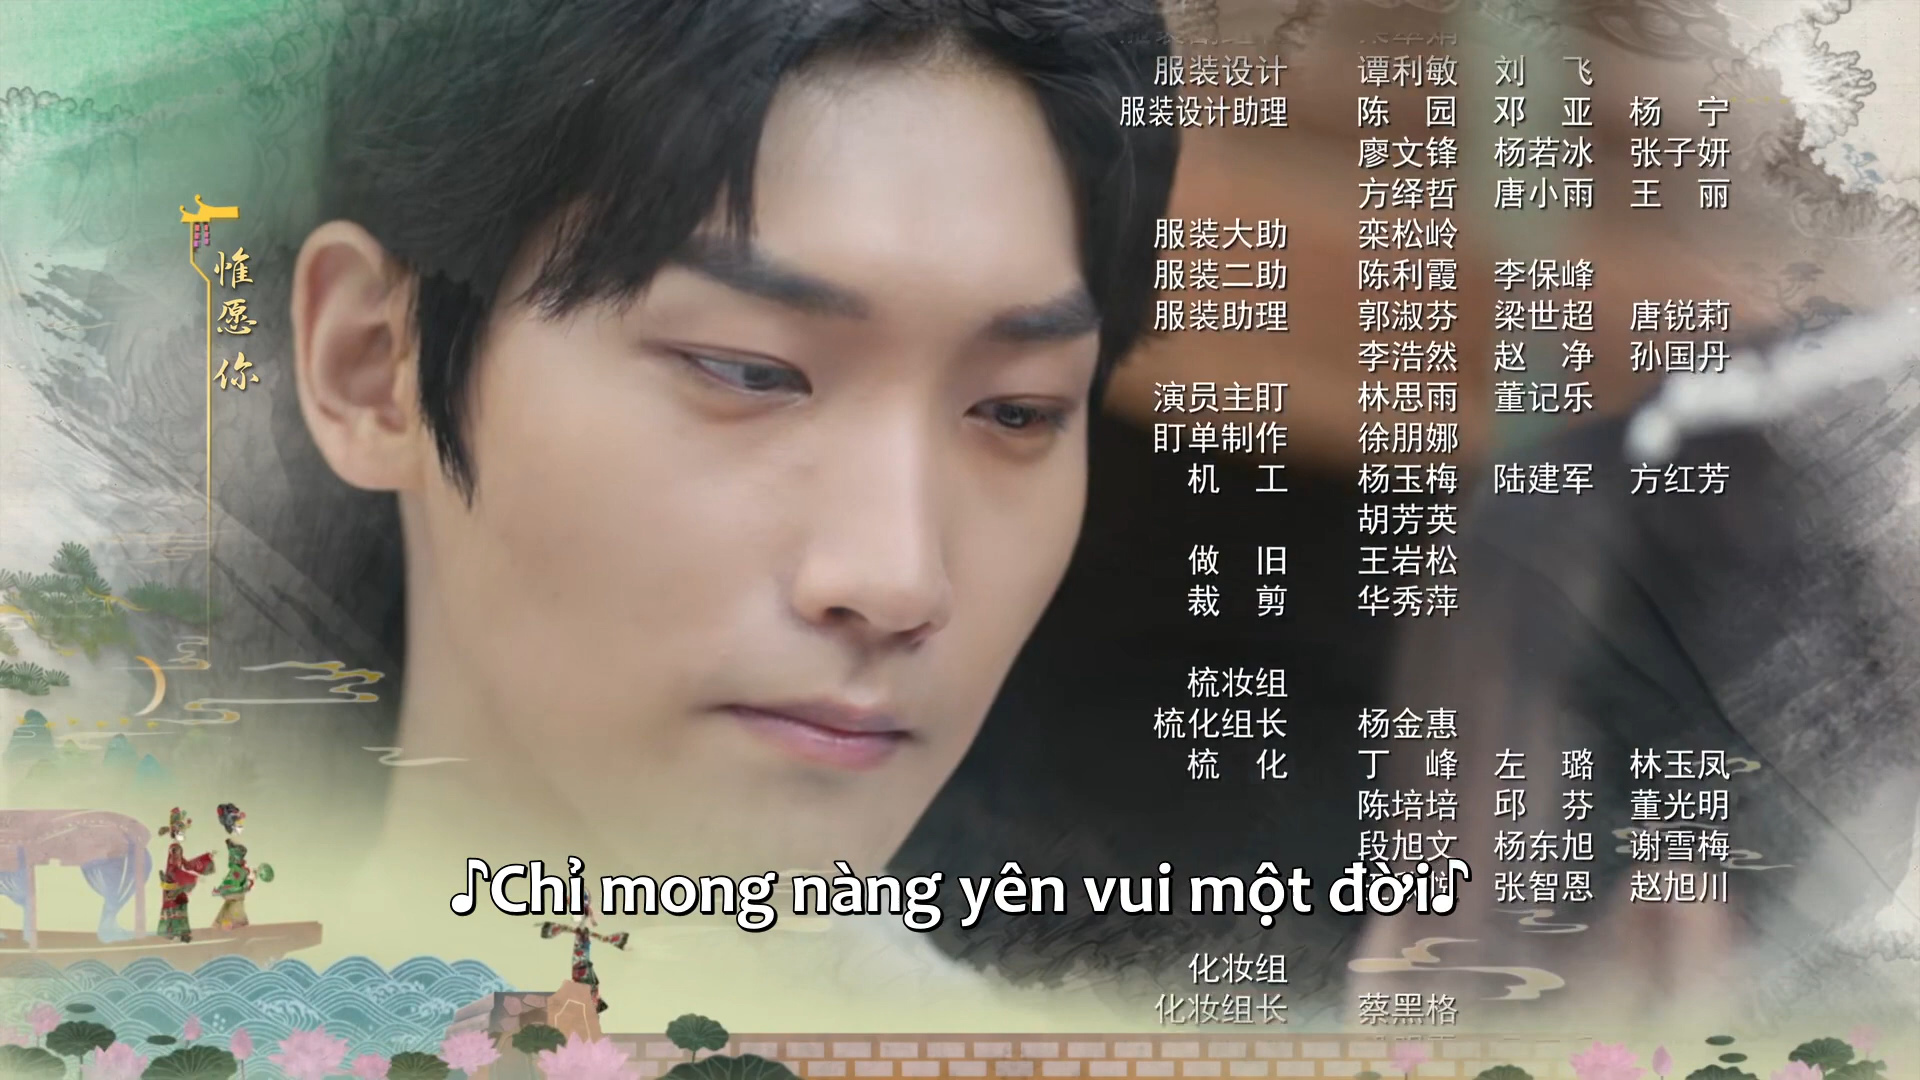 惟愿你
服装设计 谭利敏 刘 飞
服装设计助理 陈 园 邓 亚 杨 宁
廖文锋 杨若冰 张子妍
方绎哲 唐小雨 王 丽
服装大助 栾松岭
服装二助 陈利霞 李保峰
服装助理 郭淑芬 梁世超 唐锐莉
李浩然 赵 净 孙国丹
演员主盯 林思雨 董记乐
盯单制作 徐朋娜
机 工 杨玉梅 陆建军 方红芳
胡芳英
做 旧 王岩松
裁 剪 华秀萍
梳妆组
梳化组长 杨金惠
梳 化 丁 峰 左 璐 林玉凤
陈培培 邱 芬 董光明
段旭文 杨东旭 谢雪梅
张智恩 赵旭川
♪Chỉ mong nàng yên vui một đời♪
化妆组
化妆组长 蔡黑格